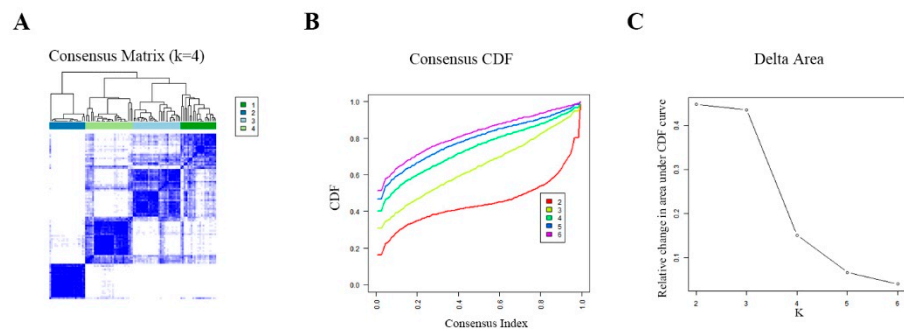 A
Consensus Matrix (k=4)
1
2
3
4
B
Consensus CDF
CDF
1.0
0.8
0.6
0.4
0.2
0.0
2
3
4
5
6
0.0 0.2 0.4 0.6 0.8 1.0
Consensus Index
C
Delta Area
Relative change in area under CDF curve
0.4
0.3
0.2
0.1
2 3 4 5 6
K